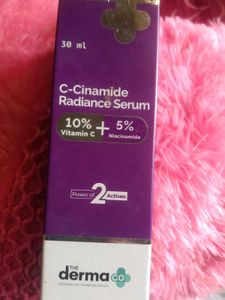 30 ml
C-Cinamide
Radiance Serum
10% + 5%
Vitamin C Niacinamide
Power of 2 Actives
THE
derma co